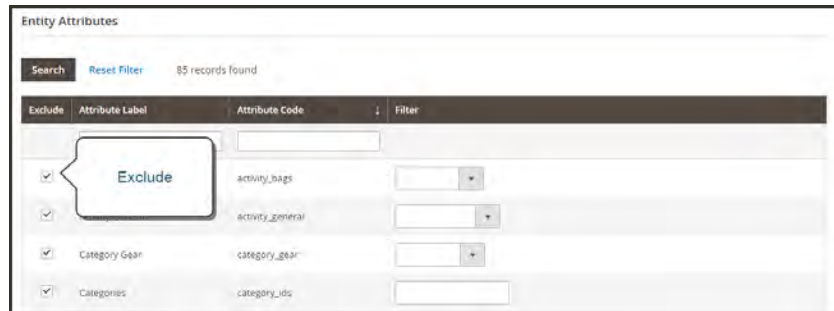 Entity Attributes
Search Reset Filter 85 records found
Exclude Attribute Label Attribute Code ↓ Filter
Exclude activity_bags
activity_general
Category Gear category_gear
Categories category_ids